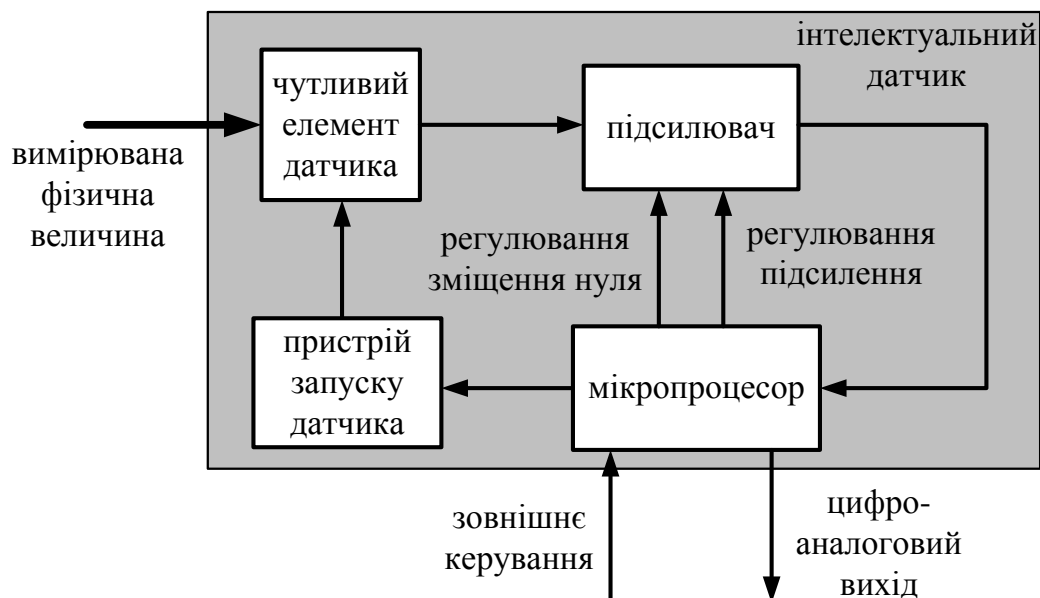 інтелектуальний
датчик
чутливий
елемент
датчика
підсилювач
вимірювана
фізична
величина
регулювання
зміщення нуля
регулювання
підсилення
пристрій
запуску
датчика
мікропроцесор
зовнішнє
керування
цифро-
аналоговий
вихід